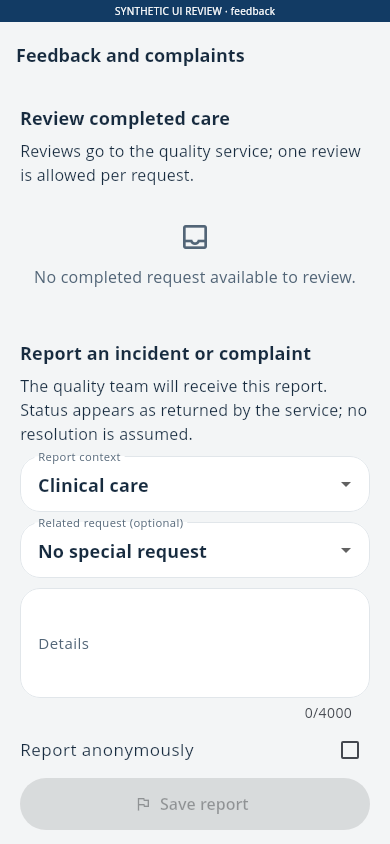 SYNTHETIC UI REVIEW · feedback
Feedback and complaints
Review completed care
Reviews go to the quality service; one review
is allowed per request.
No completed request available to review.
Report an incident or complaint
The quality team will receive this report.
Status appears as returned by the service; no
resolution is assumed.
Report context
Clinical care
Related request (optional)
No special request
Details
0/4000
Report anonymously
Save report